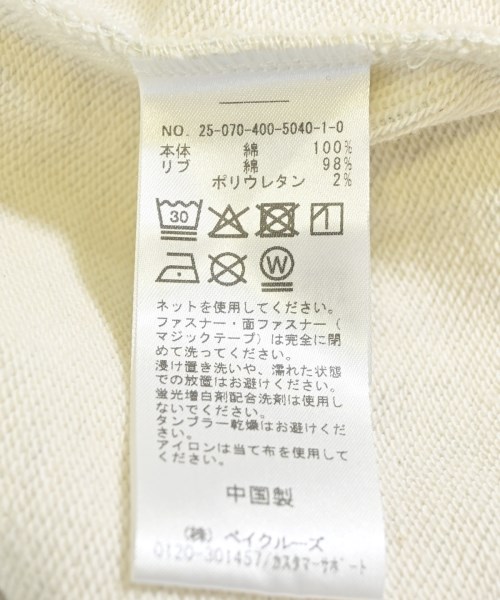 NO. 25-070-400-5040-1-0
本体 綿 100%
リブ 綿 98%
ポリウレタン 2%
30
W
ネットを使用してください。
ファスナー・面ファスナー(
マジックテープ)は完全に閉
めて洗ってください。
浸け置き洗いや、濡れた状態
での放置はお避けください。
蛍光増白剤配合洗剤は使用し
ないでください。
タンブラー乾燥はお避けくだ
さい。
アイロンは当て布を使用して
ください。
中国製
(株)ベイクルーズ
0120-301457/カスタマーサポート